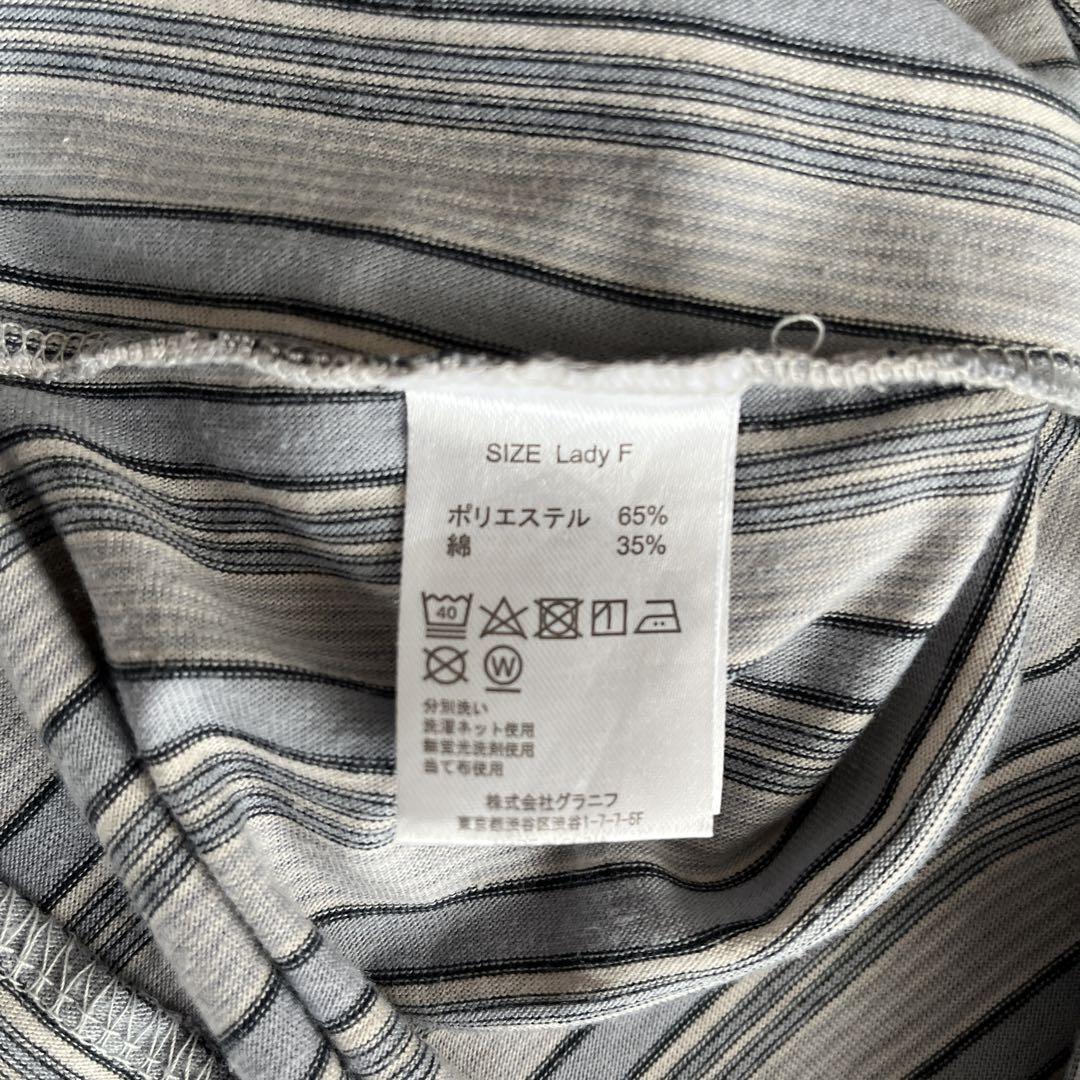 SIZE Lady F
ポリエステル 65%
綿 35%
40
W
分別洗い
洗濯ネット使用
無蛍光洗剤使用
当て布使用
株式会社グラニフ
東京都渋谷区渋谷1-7-7-5F